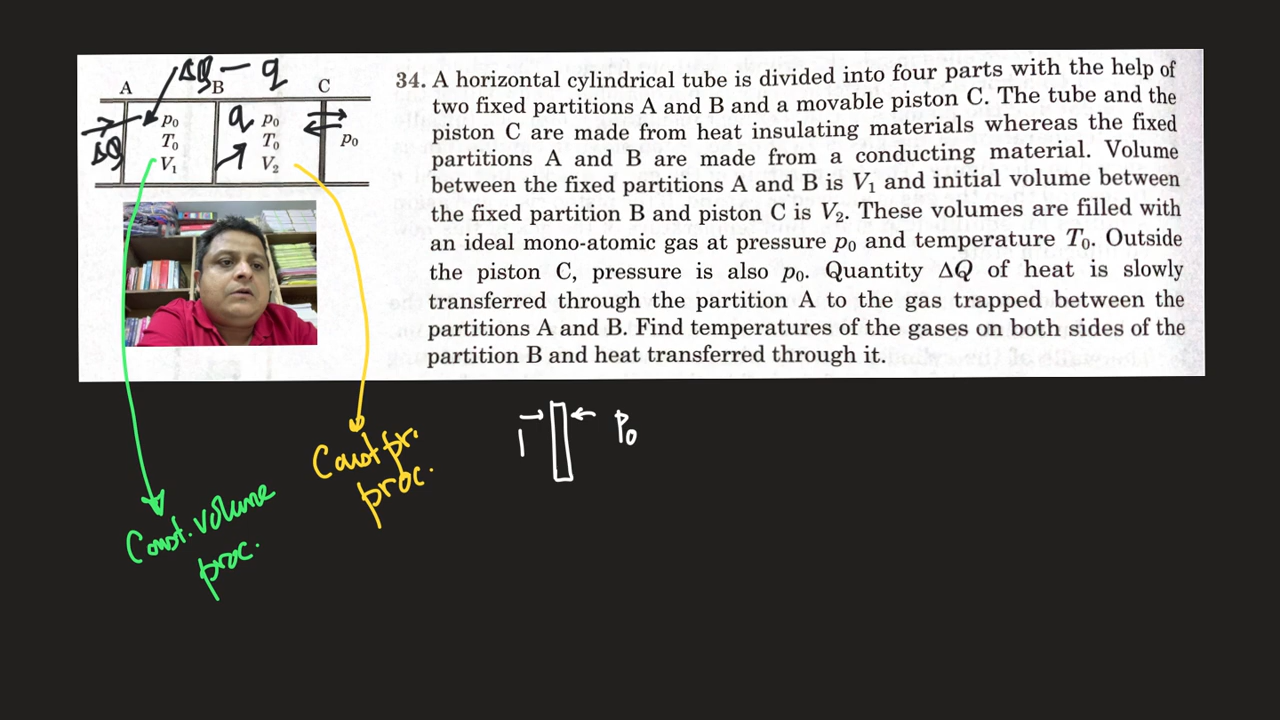 ΔQ – q
A B C
p₀ q p₀
ΔQ T₀ T₀ p₀
V₁ V₂
34. A horizontal cylindrical tube is divided into four parts with the help of
two fixed partitions A and B and a movable piston C. The tube and the
piston C are made from heat insulating materials whereas the fixed
partitions A and B are made from a conducting material. Volume
between the fixed partitions A and B is V₁ and initial volume between
the fixed partition B and piston C is V₂. These volumes are filled with
an ideal mono-atomic gas at pressure p₀ and temperature T₀. Outside
the piston C, pressure is also p₀. Quantity ΔQ of heat is slowly
transferred through the partition A to the gas trapped between the
partitions A and B. Find temperatures of the gases on both sides of the
partition B and heat transferred through it.
Const. volume
proc.
Const pr.
proc.
P₀